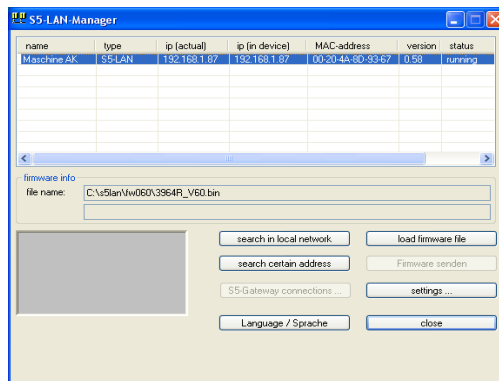 S5-LAN-Manager
name type ip (actual) ip (in device) MAC-address version status
Maschine AK S5-LAN 192.168.1.87 192.168.1.87 00-20-4A-8D-93-67 0.58 running
firmware info
file name: C:\s5lan\fw060\3964R_V60.bin
search in local network load firmware file
search certain address Firmware senden
S5-Gateway connections ... settings ...
Language / Sprache close